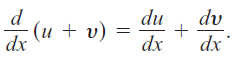 d/dx (u + v) = du/dx + dv/dx.